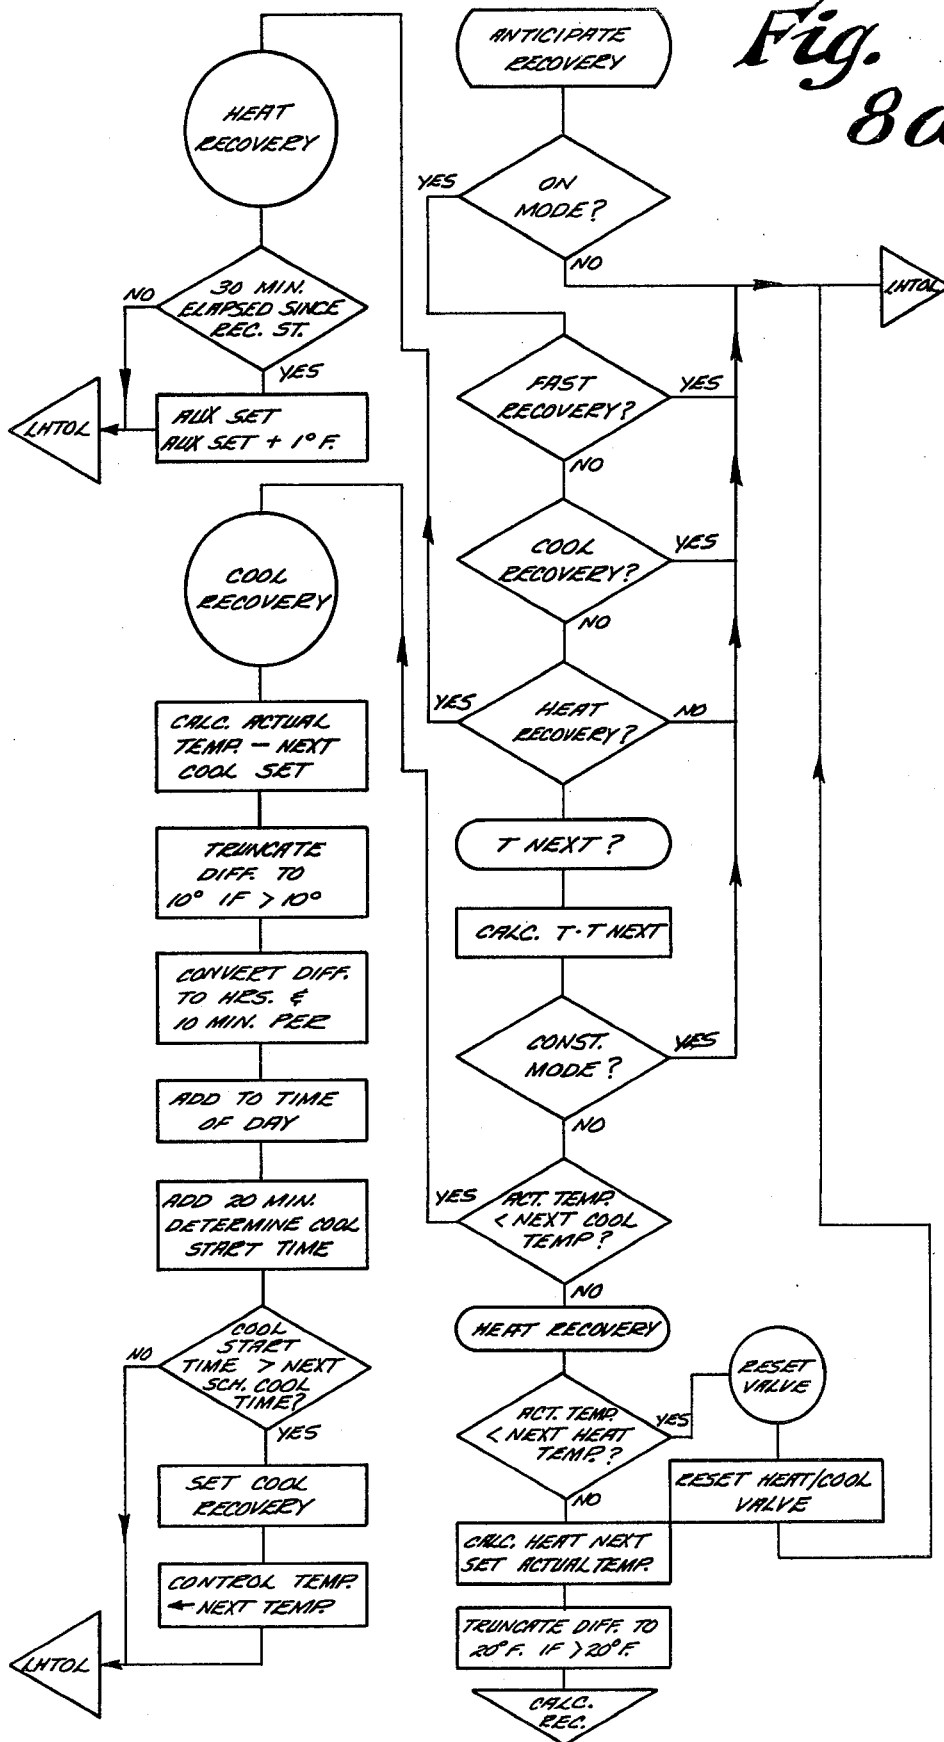 Fig.
8a
ANTICIPATE
RECOVERY
ON
MODE?
YES
NO
LHTOL
FAST
RECOVERY?
YES
NO
COOL
RECOVERY?
YES
NO
HEAT
RECOVERY?
YES
NO
T NEXT ?
CALC. T·T NEXT
CONST.
MODE?
YES
NO
ACT. TEMP.
< NEXT COOL
TEMP?
YES
NO
HEAT RECOVERY
ACT. TEMP.
< NEXT HEAT
TEMP.?
YES
NO
RESET
VALVE
RESET HEAT/COOL
VALVE
CALC. HEAT NEXT
SET ACTUAL TEMP.
TRUNCATE DIFF. TO
20°F. IF >20°F.
CALC.
REC.
HEAT
RECOVERY
30 MIN.
ELAPSED SINCE
REC. ST.
NO
YES
AUX SET
AUX SET + 1°F.
LHTOL
COOL
RECOVERY
CALC. ACTUAL
TEMP. – NEXT
COOL SET
TRUNCATE
DIFF. TO
10° IF > 10°
CONVERT DIFF.
TO HRS. &
10 MIN. PER
ADD TO TIME
OF DAY
ADD 20 MIN.
DETERMINE COOL
START TIME
COOL
START
TIME > NEXT
SCH. COOL
TIME?
NO
YES
SET COOL
RECOVERY
CONTROL TEMP.
← NEXT TEMP.
LHTOL